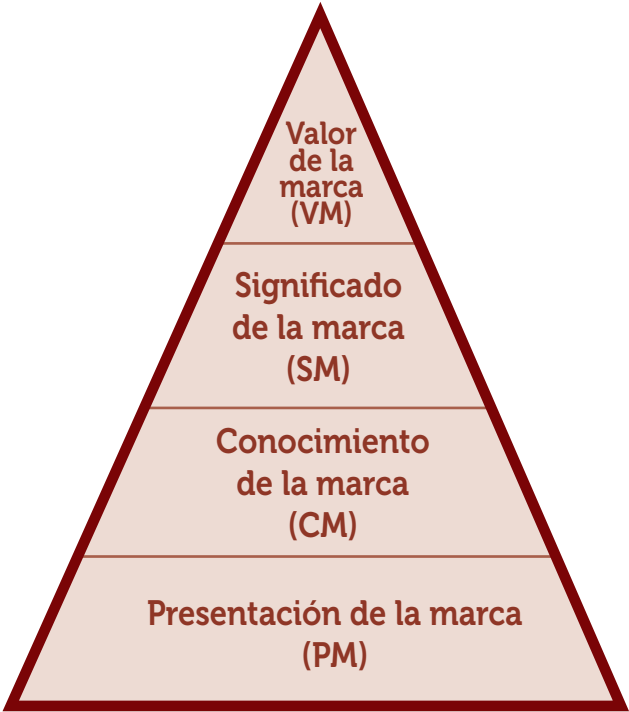 Valor
de la
marca
(VM)
Significado
de la marca
(SM)
Conocimiento
de la marca
(CM)
Presentación de la marca
(PM)